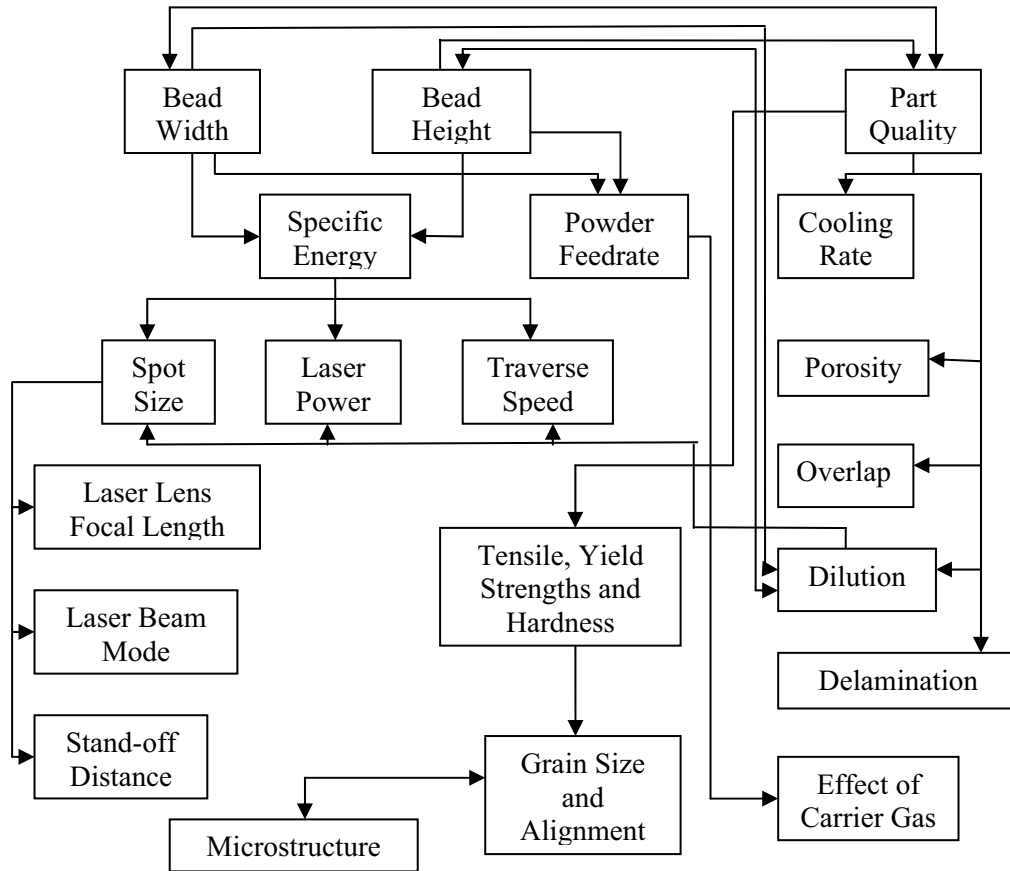 Bead
Width
Bead
Height
Part
Quality
Specific
Energy
Powder
Feedrate
Cooling
Rate
Spot
Size
Laser
Power
Traverse
Speed
Porosity
Overlap
Laser Lens
Focal Length
Tensile, Yield
Strengths and
Hardness
Dilution
Laser Beam
Mode
Delamination
Stand-off
Distance
Grain Size
and
Alignment
Effect of
Carrier Gas
Microstructure